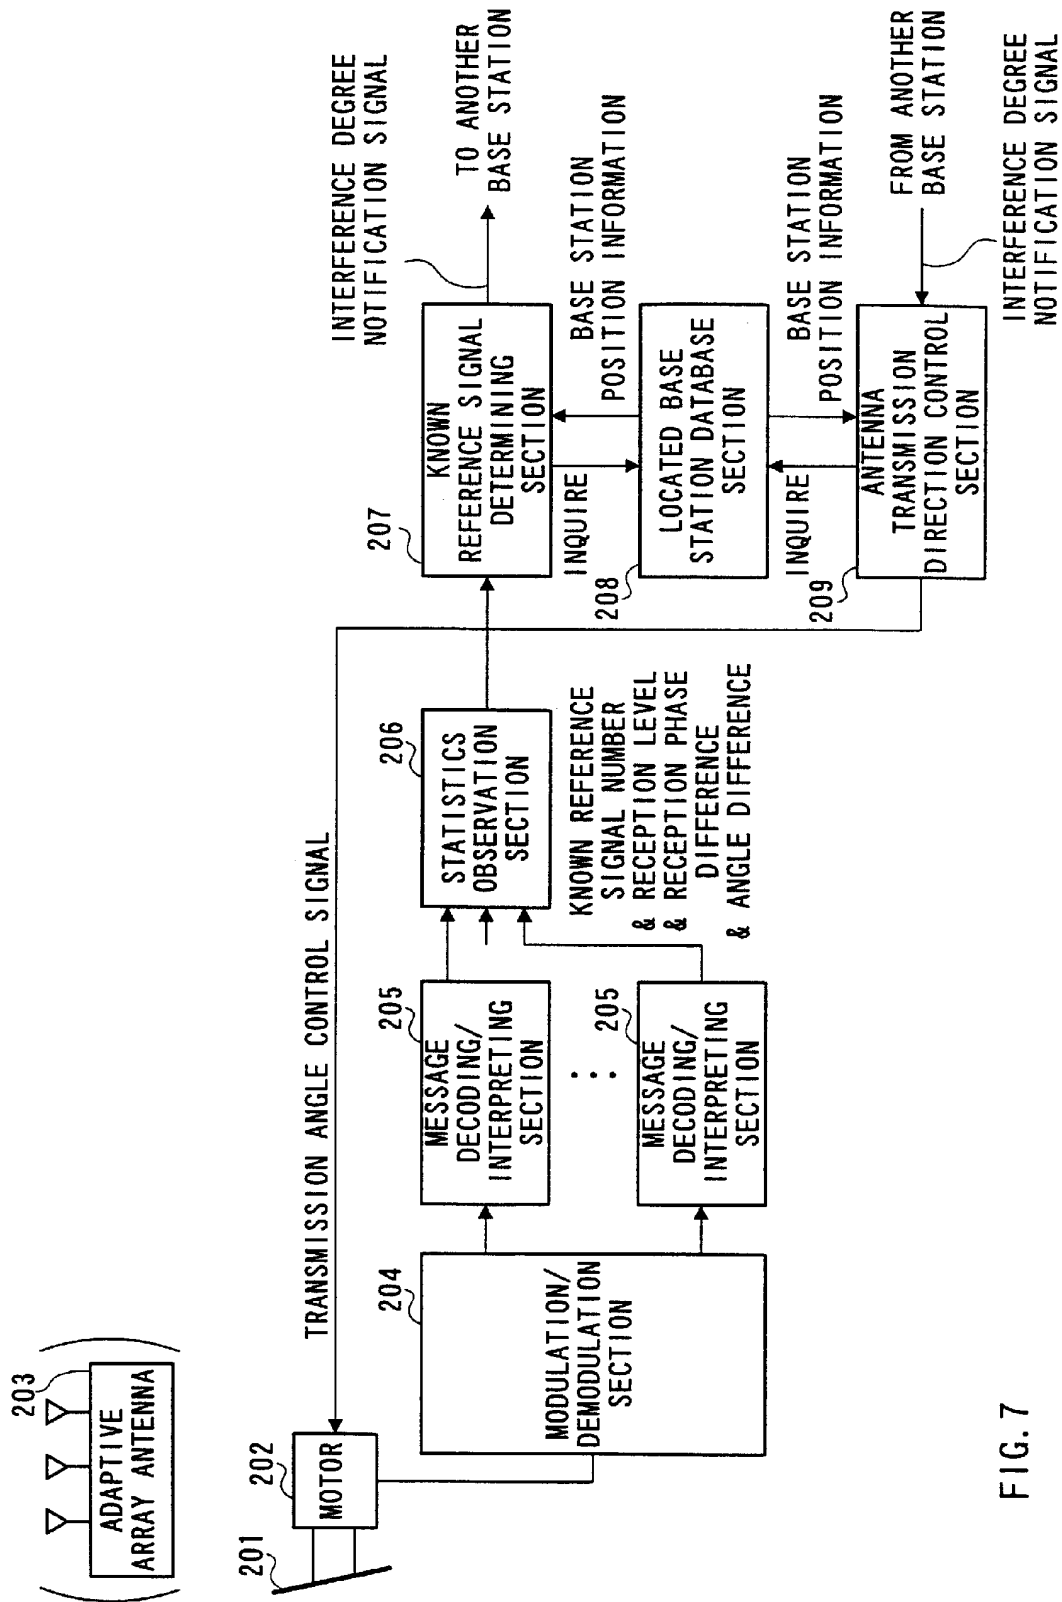 203
ADAPTIVE
ARRAY ANTENNA
201
202
MOTOR
TRANSMISSION ANGLE CONTROL SIGNAL
204
MODULATION/
DEMODULATION
SECTION
205
MESSAGE
DECODING/
INTERPRETING
SECTION
205
MESSAGE
DECODING/
INTERPRETING
SECTION
206
STATISTICS
OBSERVATION
SECTION
KNOWN REFERENCE
SIGNAL NUMBER
& RECEPTION LEVEL
& RECEPTION PHASE
DIFFERENCE
& ANGLE DIFFERENCE
207
KNOWN
REFERENCE SIGNAL
DETERMINING
SECTION
INTERFERENCE DEGREE
NOTIFICATION SIGNAL
TO ANOTHER
BASE STATION
INQUIRE
BASE STATION
POSITION INFORMATION
208
LOCATED BASE
STATION DATABASE
SECTION
INQUIRE
BASE STATION
POSITION INFORMATION
209
ANTENNA
TRANSMISSION
DIRECTION CONTROL
SECTION
FROM ANOTHER
BASE STATION
INTERFERENCE DEGREE
NOTIFICATION SIGNAL
FIG.7